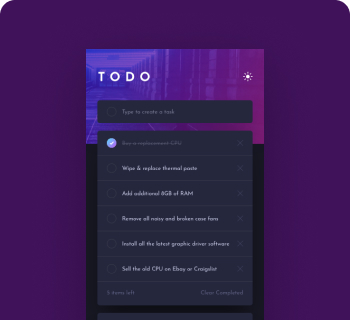 TODO
Type to create a task
Buy a replacement CPU
Wipe & replace thermal paste
Add additional 8GB of RAM
Remove all noisy and broken case fans
Install all the latest graphic driver software
Sell the old CPU on Ebay or Craigslist
5 items left Clear Completed